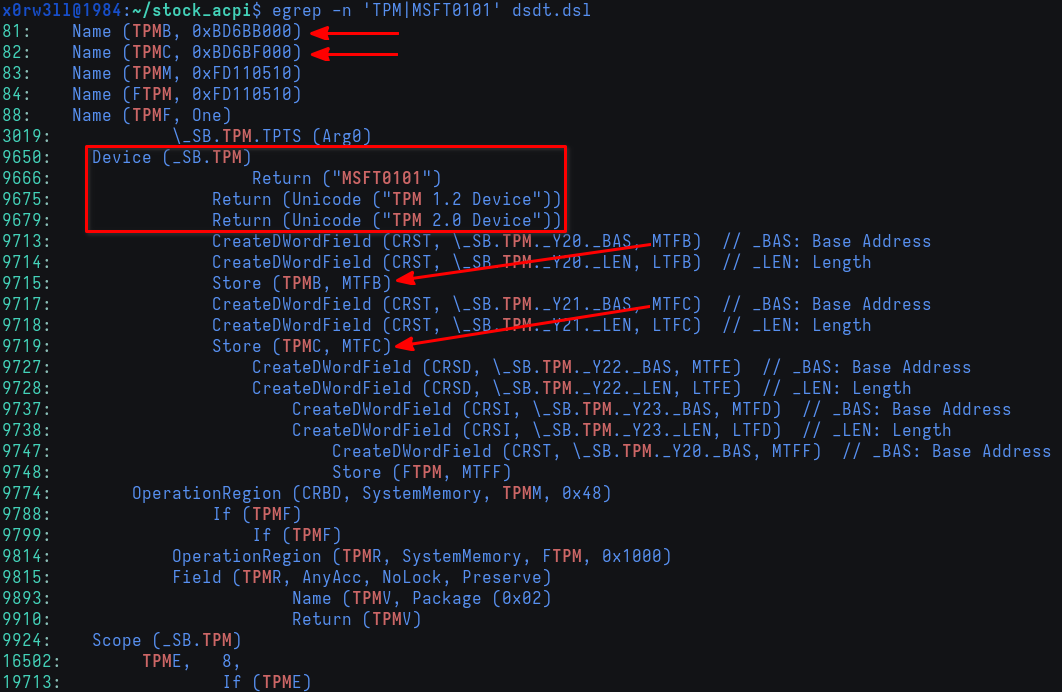 x0rw3ll@1984:~/stock_acpi$ egrep -n 'TPM|MSFT0101' dsdt.dsl
81:    Name (TPMB, 0xBD6BB000)
82:    Name (TPMC, 0xBD6BF000)
83:    Name (TPMM, 0xFD110510)
84:    Name (FTPM, 0xFD110510)
88:    Name (TPMF, One)
3019:            \_SB.TPM.TPTS (Arg0)
9650:    Device (_SB.TPM)
9666:                    Return ("MSFT0101")
9675:                Return (Unicode ("TPM 1.2 Device"))
9679:                Return (Unicode ("TPM 2.0 Device"))
9713:                CreateDWordField (CRST, \_SB.TPM._Y20._BAS, MTFB)  // _BAS: Base Address
9714:                CreateDWordField (CRST, \_SB.TPM._Y20._LEN, LTFB)  // _LEN: Length
9715:                Store (TPMB, MTFB)
9717:                CreateDWordField (CRST, \_SB.TPM._Y21._BAS, MTFC)  // _BAS: Base Address
9718:                CreateDWordField (CRST, \_SB.TPM._Y21._LEN, LTFC)  // _LEN: Length
9719:                Store (TPMC, MTFC)
9727:                    CreateDWordField (CRSD, \_SB.TPM._Y22._BAS, MTFE)  // _BAS: Base Address
9728:                    CreateDWordField (CRSD, \_SB.TPM._Y22._LEN, LTFE)  // _LEN: Length
9737:                        CreateDWordField (CRSI, \_SB.TPM._Y23._BAS, MTFD)  // _BAS: Base Address
9738:                        CreateDWordField (CRSI, \_SB.TPM._Y23._LEN, LTFD)  // _LEN: Length
9747:                            CreateDWordField (CRST, \_SB.TPM._Y20._BAS, MTFF)  // _BAS: Base Address
9748:                            Store (FTPM, MTFF)
9774:        OperationRegion (CRBD, SystemMemory, TPMM, 0x48)
9788:                If (TPMF)
9799:                    If (TPMF)
9814:            OperationRegion (TPMR, SystemMemory, FTPM, 0x1000)
9815:            Field (TPMR, AnyAcc, NoLock, Preserve)
9893:                        Name (TPMV, Package (0x02)
9910:                        Return (TPMV)
9924:    Scope (_SB.TPM)
16502:        TPME,   8,
19713:                If (TPME)